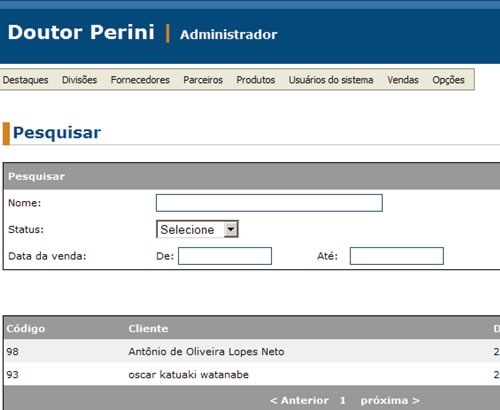 Doutor Perini | Administrador
Destaques Divisões Fornecedores Parceiros Produtos Usuários do sistema Vendas Opções
Pesquisar
Pesquisar
Nome:
Status: Selecione
Data da venda: De: Até:
Código Cliente D
98 Antônio de Oliveira Lopes Neto 2
93 oscar katuaki watanabe 2
< Anterior 1 próxima >